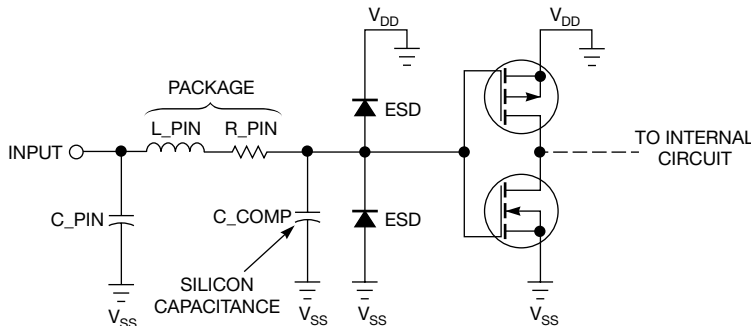 V_DD
V_DD
PACKAGE
L_PIN
R_PIN
ESD
INPUT
TO INTERNAL
CIRCUIT
C_PIN
C_COMP
ESD
SILICON
CAPACITANCE
V_SS
V_SS
V_SS
V_SS